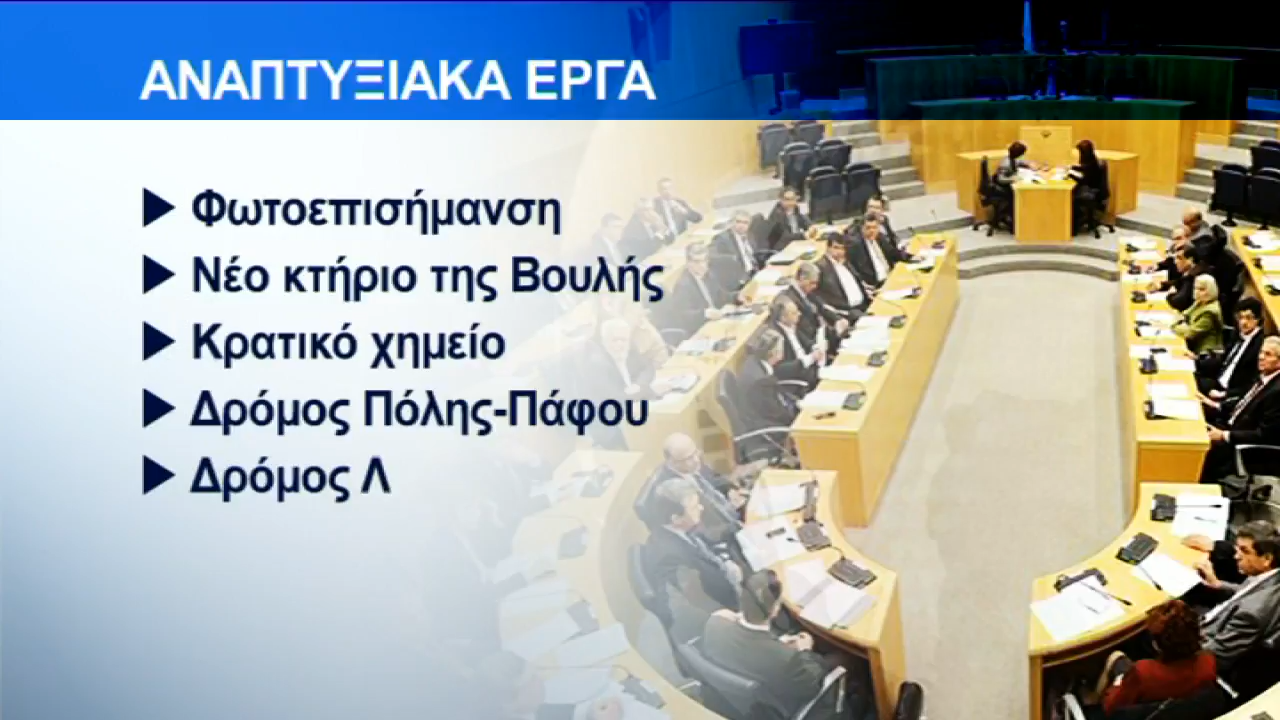 ΑΝΑΠΤΥΞΙΑΚΑ ΕΡΓΑ
Φωτοεπισήμανση
Νέο κτήριο της Βουλής
Κρατικό χημείο
Δρόμος Πόλης-Πάφου
Δρόμος Λ